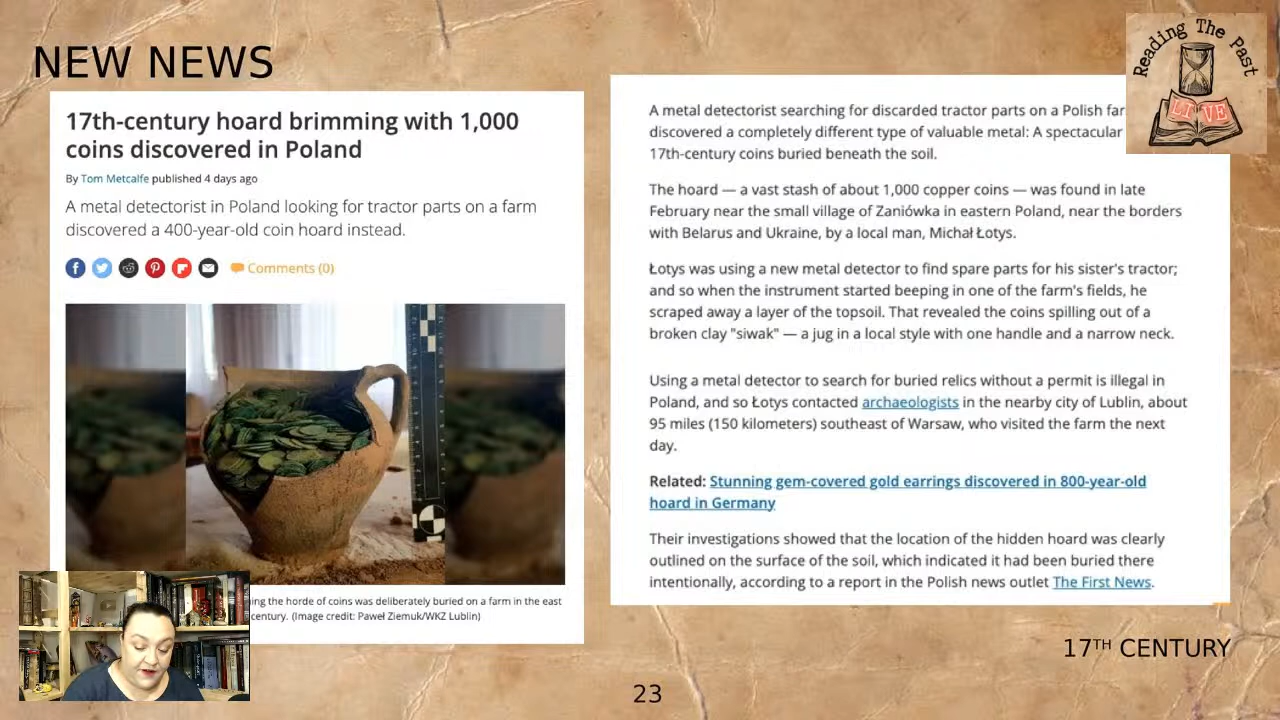 NEW NEWS
Reading The Past
LIVE
17th-century hoard brimming with 1,000
coins discovered in Poland
By Tom Metcalfe published 4 days ago
A metal detectorist in Poland looking for tractor parts on a farm
discovered a 400-year-old coin hoard instead.
Comments (0)
ing the horde of coins was deliberately buried on a farm in the east
century. (Image credit: Paweł Ziemuk/WKZ Lublin)
A metal detectorist searching for discarded tractor parts on a Polish far
discovered a completely different type of valuable metal: A spectacular
17th-century coins buried beneath the soil.
The hoard — a vast stash of about 1,000 copper coins — was found in late
February near the small village of Zaniówka in eastern Poland, near the borders
with Belarus and Ukraine, by a local man, Michał Łotys.
Łotys was using a new metal detector to find spare parts for his sister's tractor;
and so when the instrument started beeping in one of the farm's fields, he
scraped away a layer of the topsoil. That revealed the coins spilling out of a
broken clay "siwak" — a jug in a local style with one handle and a narrow neck.
Using a metal detector to search for buried relics without a permit is illegal in
Poland, and so Łotys contacted archaeologists in the nearby city of Lublin, about
95 miles (150 kilometers) southeast of Warsaw, who visited the farm the next
day.
Related: Stunning gem-covered gold earrings discovered in 800-year-old
hoard in Germany
Their investigations showed that the location of the hidden hoard was clearly
outlined on the surface of the soil, which indicated it had been buried there
intentionally, according to a report in the Polish news outlet The First News.
17TH CENTURY
23